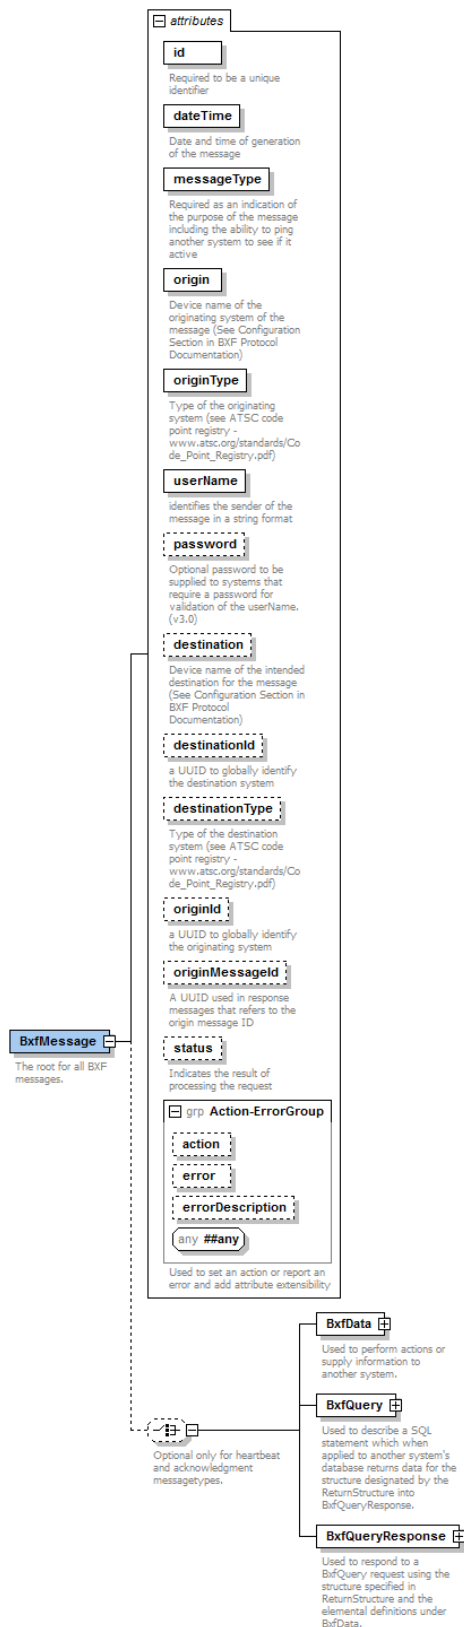 attributes
id
Required to be a unique
identifier
dateTime
Date and time of generation
of the message
messageType
Required as an indication of
the purpose of the message
including the ability to ping
another system to see if it
active
origin
Device name of the
originating system of the
message (See Configuration
Section in BXF Protocol
Documentation)
originType
Type of the originating
system (see ATSC code
point registry -
www.atsc.org/standards/Co
de_Point_Registry.pdf)
userName
identifies the sender of the
message in a string format
password
Optional password to be
supplied to systems that
require a password for
validation of the userName.
(v3.0)
destination
Device name of the intended
destination for the message
(See Configuration Section in
BXF Protocol
Documentation)
destinationId
a UUID to globally identify
the destination system
destinationType
Type of the destination
system (see ATSC code
point registry -
www.atsc.org/standards/Co
de_Point_Registry.pdf)
originId
a UUID to globally identify
the originating system
originMessageId
A UUID used in response
messages that refers to the
origin message ID
BxfMessage
The root for all BXF
messages.
status
Indicates the result of
processing the request
grp Action-ErrorGroup
action
error
errorDescription
any ##any
Used to set an action or report an
error and add attribute extensibility
BxfData
Used to perform actions or
supply information to
another system.
Optional only for heartbeat
and acknowledgment
messagetypes.
BxfQuery
Used to describe a SQL
statement which when
applied to another system's
database returns data for the
structure designated by the
ReturnStructure into
BxfQueryResponse.
BxfQueryResponse
Used to respond to a
BxfQuery request using the
structure specified in
ReturnStructure and the
elemental definitions under
BxfData.